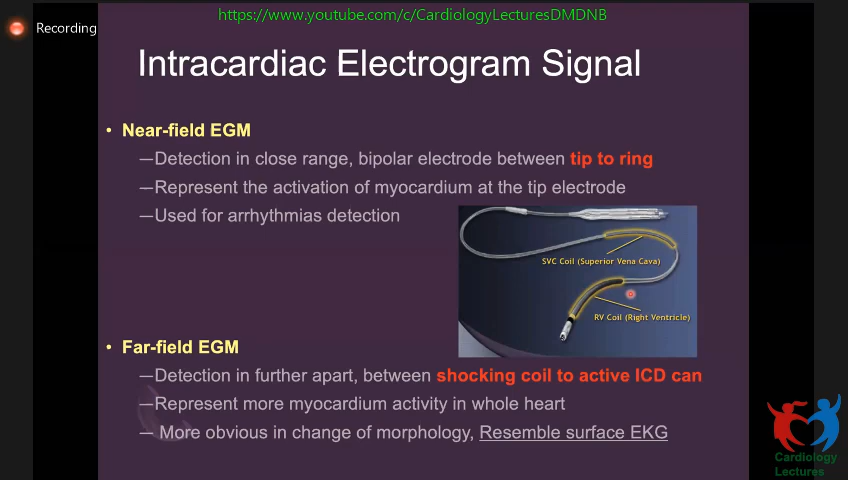 https://www.youtube.com/c/CardiologyLecturesDMDNB
Recording
Intracardiac Electrogram Signal
• Near-field EGM
—Detection in close range, bipolar electrode between tip to ring
—Represent the activation of myocardium at the tip electrode
—Used for arrhythmias detection
SVC Coil (Superior Vena Cava)
RV Coil (Right Ventricle)
• Far-field EGM
—Detection in further apart, between shocking coil to active ICD can
—Represent more myocardium activity in whole heart
— More obvious in change of morphology, Resemble surface EKG
Cardiology
Lectures